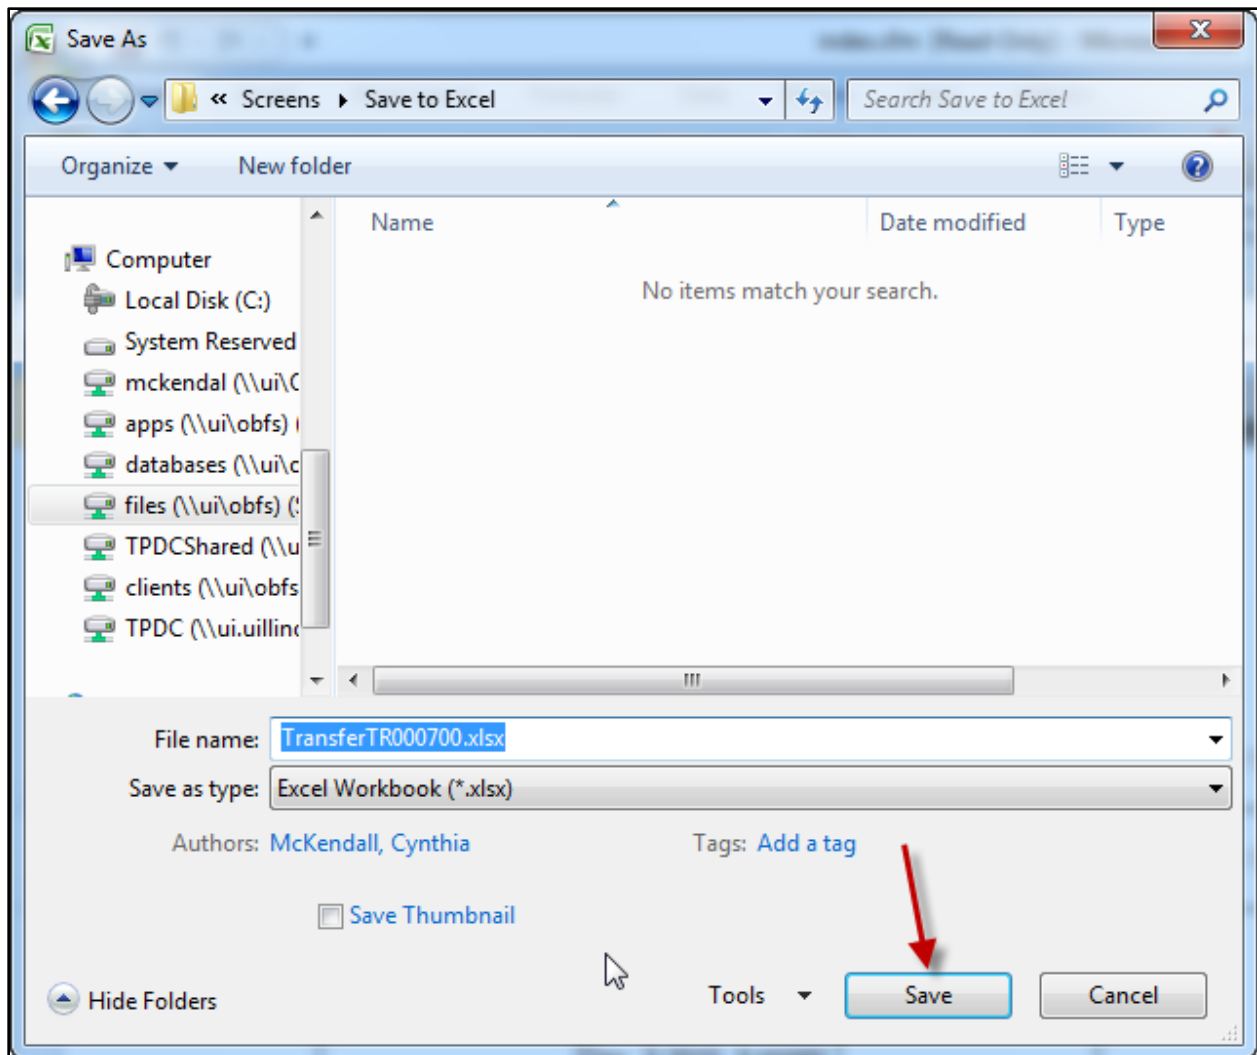 Save As
« Screens ▸ Save to Excel
Search Save to Excel
Organize
New folder
Name
Date modified
Type
No items match your search.
Computer
Local Disk (C:)
System Reserved
mckendal (\\ui\
apps (\\ui\obfs)
databases (\\ui\
files (\\ui\obfs) (
TPDCShared (\\u
clients (\\ui\obfs
TPDC (\\ui.uillin
File name: TransferTR000700.xlsx
Save as type: Excel Workbook (*.xlsx)
Authors: McKendall, Cynthia
Tags: Add a tag
Save Thumbnail
Hide Folders
Tools
Save
Cancel